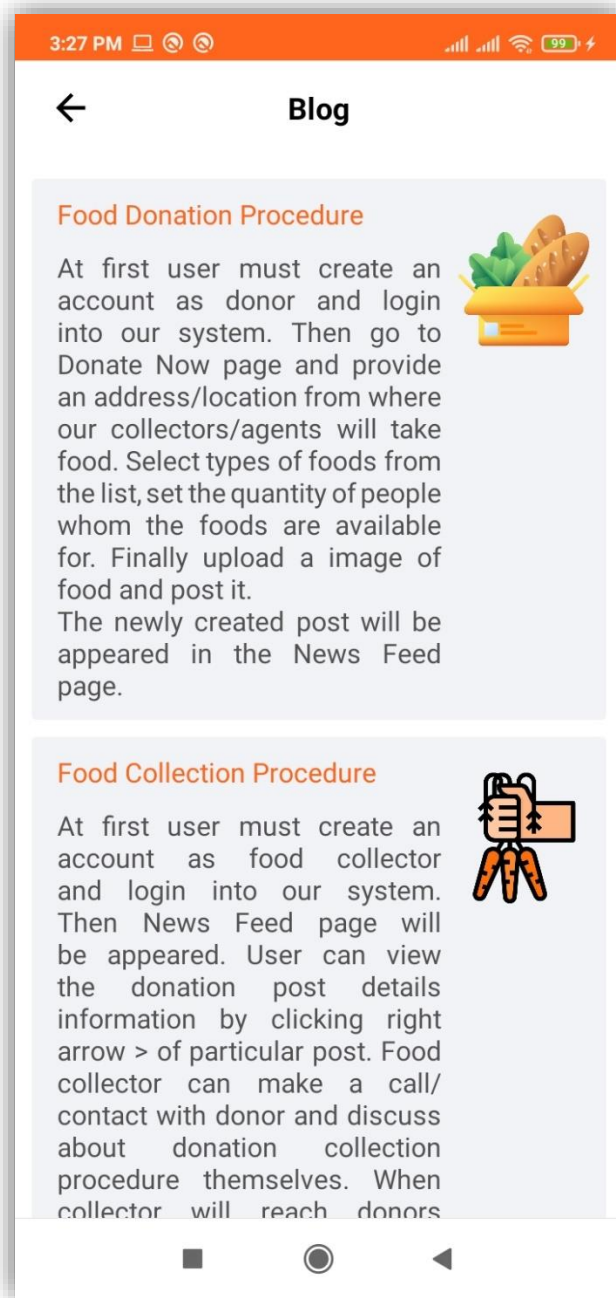 3:27 PM
99
Blog
Food Donation Procedure
At first user must create an
account as donor and login
into our system. Then go to
Donate Now page and provide
an address/location from where
our collectors/agents will take
food. Select types of foods from
the list, set the quantity of people
whom the foods are available
for. Finally upload a image of
food and post it.
The newly created post will be
appeared in the News Feed
page.
Food Collection Procedure
At first user must create an
account as food collector
and login into our system.
Then News Feed page will
be appeared. User can view
the donation post details
information by clicking right
arrow > of particular post. Food
collector can make a call/
contact with donor and discuss
about donation collection
procedure themselves. When
collector will reach donors